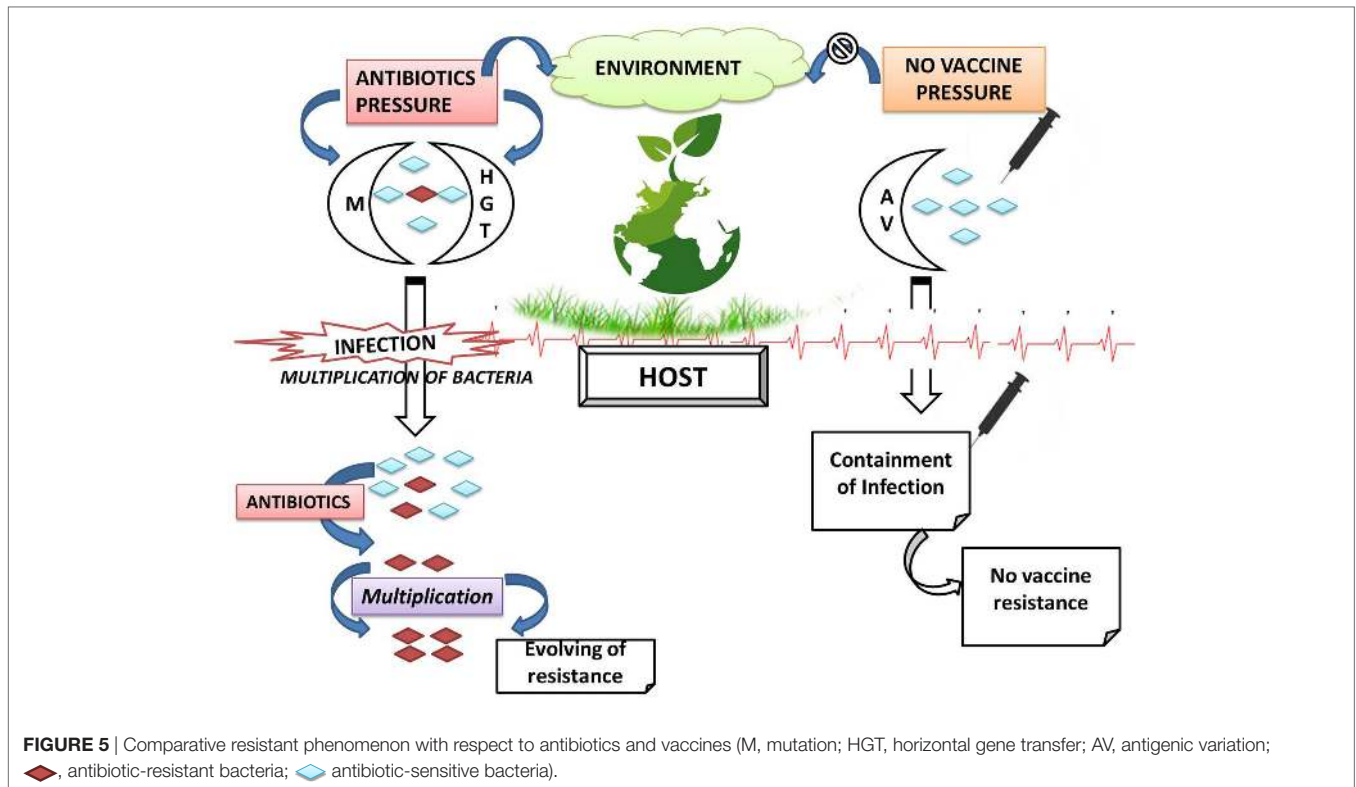 ANTIBIOTICS
PRESSURE
ENVIRONMENT
NO VACCINE
PRESSURE
M
H
G
T
A
V
INFECTION
MULTIPLICATION OF BACTERIA
HOST
ANTIBIOTICS
Multiplication
Evolving of
resistance
Containment
of Infection
No vaccine
resistance
FIGURE 5 | Comparative resistant phenomenon with respect to antibiotics and vaccines (M, mutation; HGT, horizontal gene transfer; AV, antigenic variation;
, antibiotic-resistant bacteria; antibiotic-sensitive bacteria).